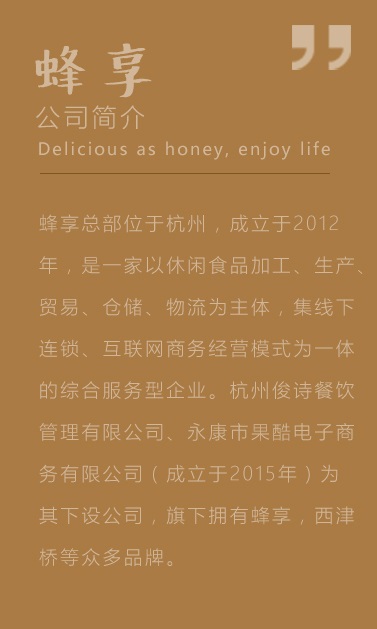 蜂享
公司简介
Delicious as honey, enjoy life
蜂享总部位于杭州，成立于2012
年，是一家以休闲食品加工、生产、
贸易、仓储、物流为主体，集线下
连锁、互联网商务经营模式为一体
的综合服务型企业。杭州俊诗餐饮
管理有限公司、永康市果酷电子商
务有限公司（成立于2015年）为
其下设公司，旗下拥有蜂享，西津
桥等众多品牌。